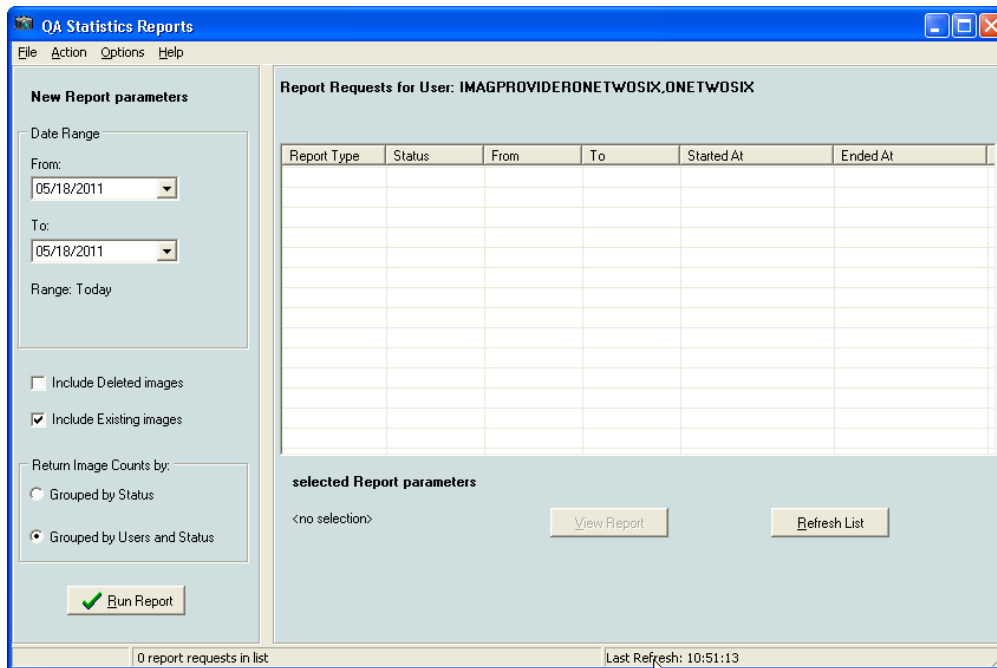 QA Statistics Reports
File Action Options Help
New Report parameters
Date Range
From:
05/18/2011
To:
05/18/2011
Range: Today
Include Deleted images
Include Existing images
Return Image Counts by:
Grouped by Status
Grouped by Users and Status
Run Report
Report Requests for User: IMAGPROVIDERONETWOSIX,ONETWOSIX
Report Type Status From To Started At Ended At
selected Report parameters
<no selection>
View Report
Refresh List
0 report requests in list
Last Refresh: 10:51:13